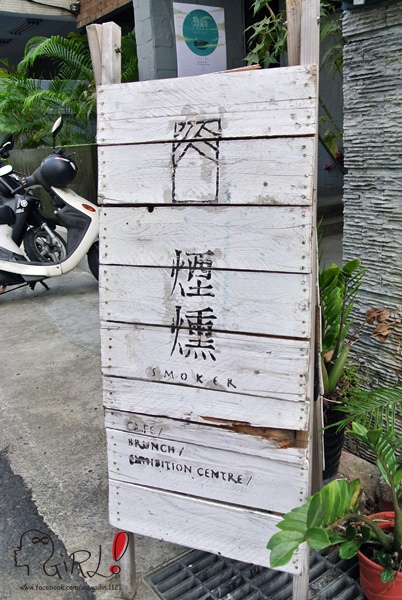 煙燻
SMOKER
CAFE/
BRUNCH/
EXHIBITION CENTRE/
GiRL!